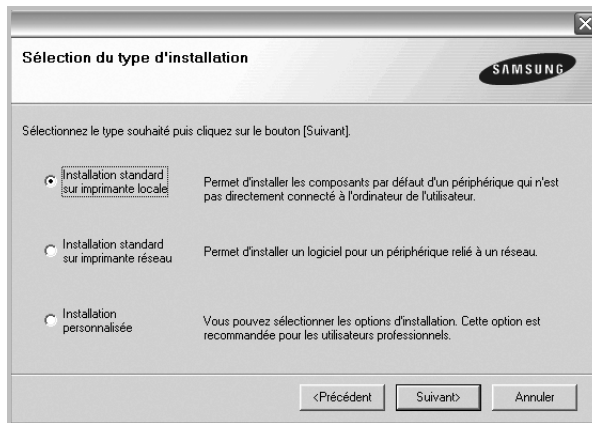 Sélection du type d'installation
SAMSUNG
Sélectionnez le type souhaité puis cliquez sur le bouton [Suivant].
Installation standard
sur imprimante locale
Permet d'installer les composants par défaut d'un périphérique qui n'est
pas directement connecté à l'ordinateur de l'utilisateur.
Installation standard
sur imprimante réseau
Permet d'installer un logiciel pour un périphérique relié à un réseau.
Installation
personnalisée
Vous pouvez sélectionner les options d'installation. Cette option est
recommandée pour les utilisateurs professionnels.
<Précédent
Suivant>
Annuler